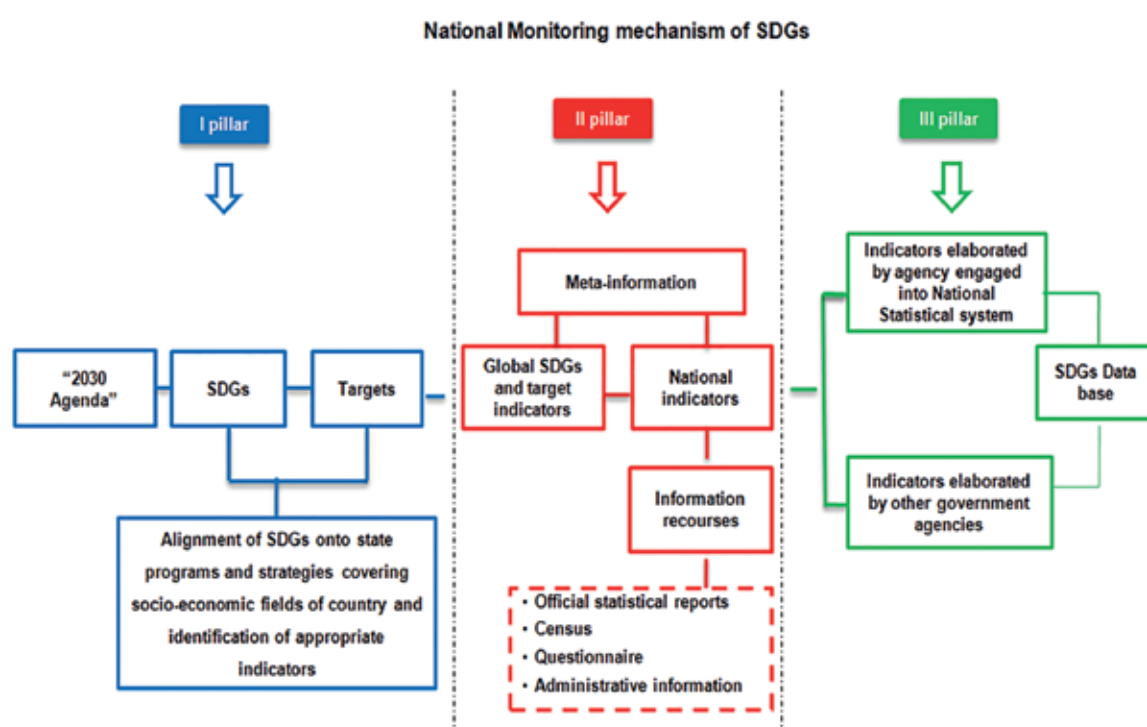 National Monitoring mechanism of SDGs
I pillar
II pillar
III pillar
“2030
Agenda”
SDGs
Targets
Alignment of SDGs onto state
programs and strategies covering
socio-economic fields of country and
identification of appropriate
indicators
Meta-information
Global SDGs
and target
indicators
National
indicators
Information
recourses
· Official statistical reports
· Census
· Questionnaire
· Administrative information
Indicators elaborated
by agency engaged
into National
Statistical system
SDGs Data
base
Indicators elaborated
by other government
agencies